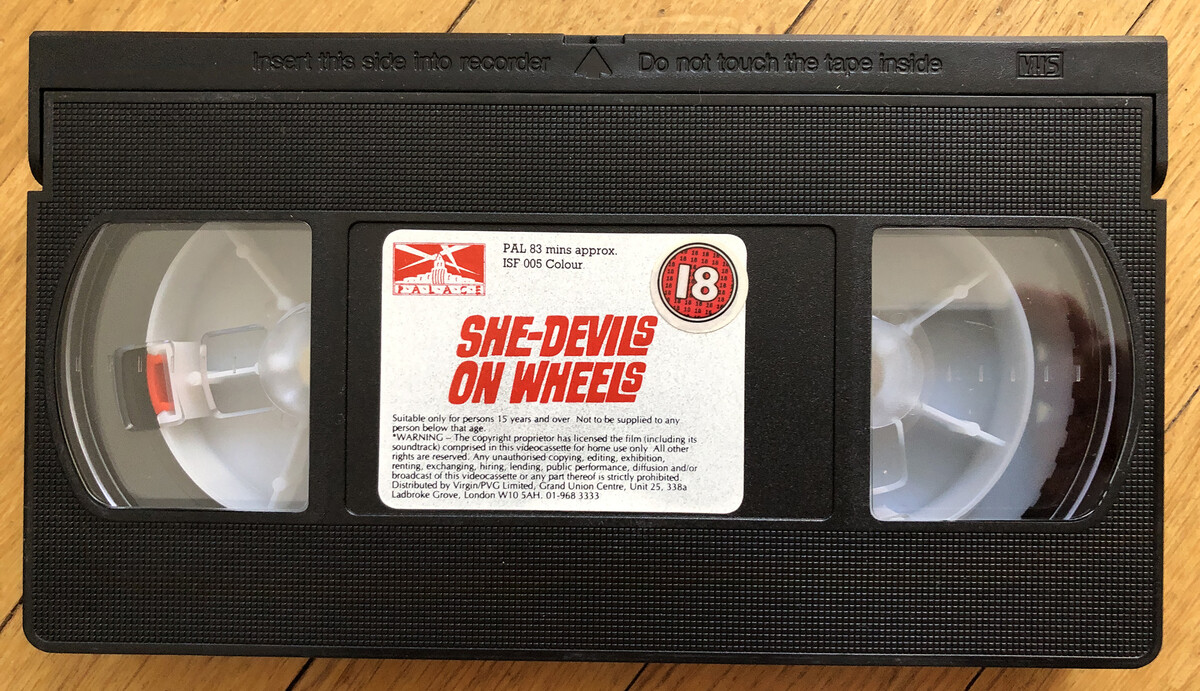 Insert this side into recorder Do not touch the tape inside VHS
PALACE
PAL 83 mins approx.
ISF 005 Colour
18
SHE-DEVILS
ON WHEELS
Suitable only for persons 15 years and over Not to be supplied to any
person below that age.
*WARNING – The copyright proprietor has licensed the film (including its
soundtrack) comprised in this videocassette for home use only All other
rights are reserved. Any unauthorised copying, editing, exhibition,
renting, exchanging, hiring, lending, public performance, diffusion and/or
broadcast of this videocassette or any part thereof is strictly prohibited.
Distributed by Virgin/PVG Limited, Grand Union Centre, Unit 25, 338a
Ladbroke Grove, London W10 5AH. 01-968 3333